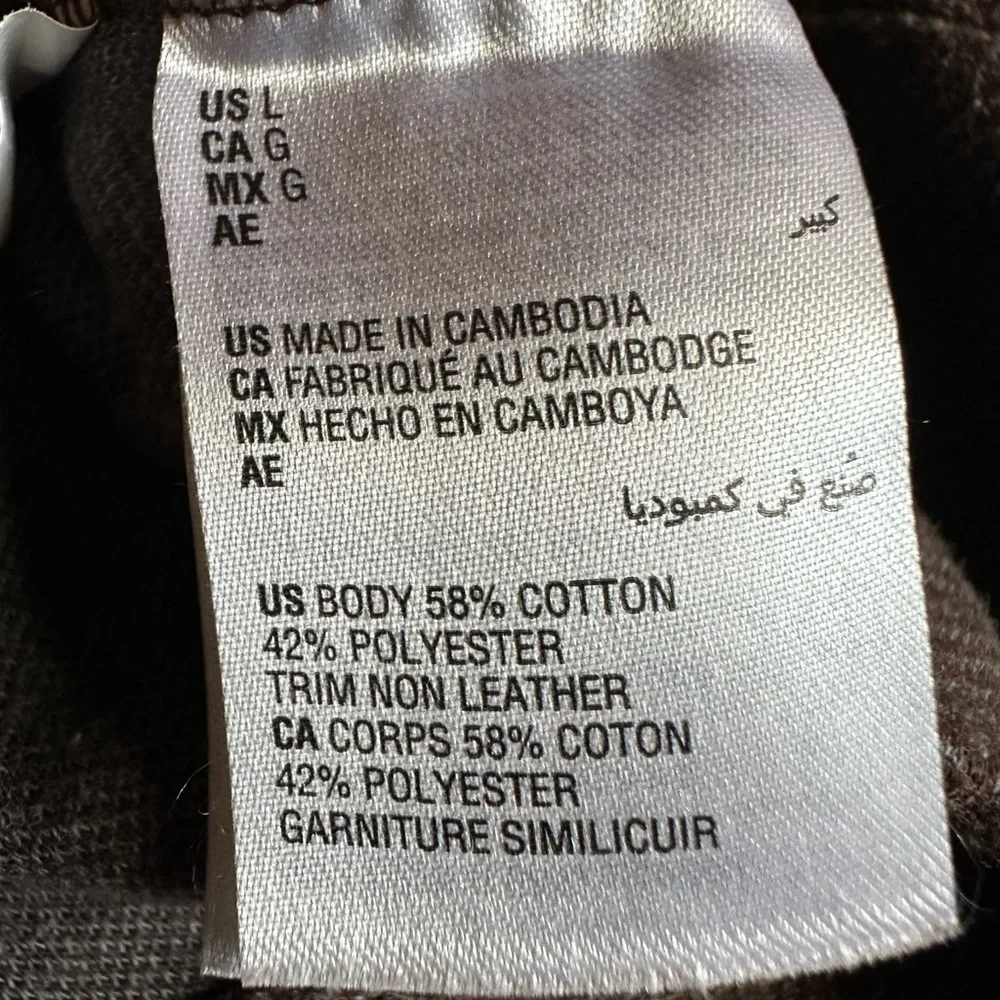 US L
CA G
MX G
AE
كبير
US MADE IN CAMBODIA
CA FABRIQUÉ AU CAMBODGE
MX HECHO EN CAMBOYA
AE
صُنع في كمبوديا
US BODY 58% COTTON
42% POLYESTER
TRIM NON LEATHER
CA CORPS 58% COTON
42% POLYESTER
GARNITURE SIMILICUIR